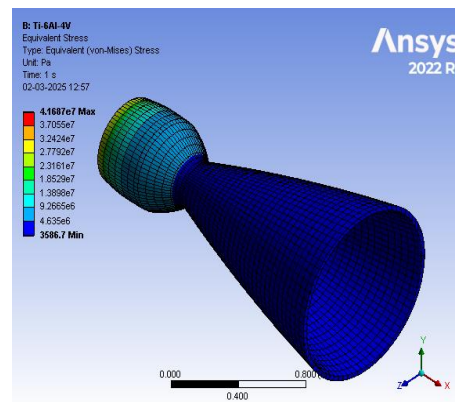 B: Ti-6Al-4V
Equivalent Stress
Type: Equivalent (von-Mises) Stress
Unit: Pa
Time: 1 s
02-03-2025 12:57
4.1687e7 Max
3.7055e7
3.2424e7
2.7792e7
2.3161e7
1.8529e7
1.3898e7
9.2665e6
4.635e6
3586.7 Min
Ansys
2022 R
0.000
0.800
0.400
Y
Z
X